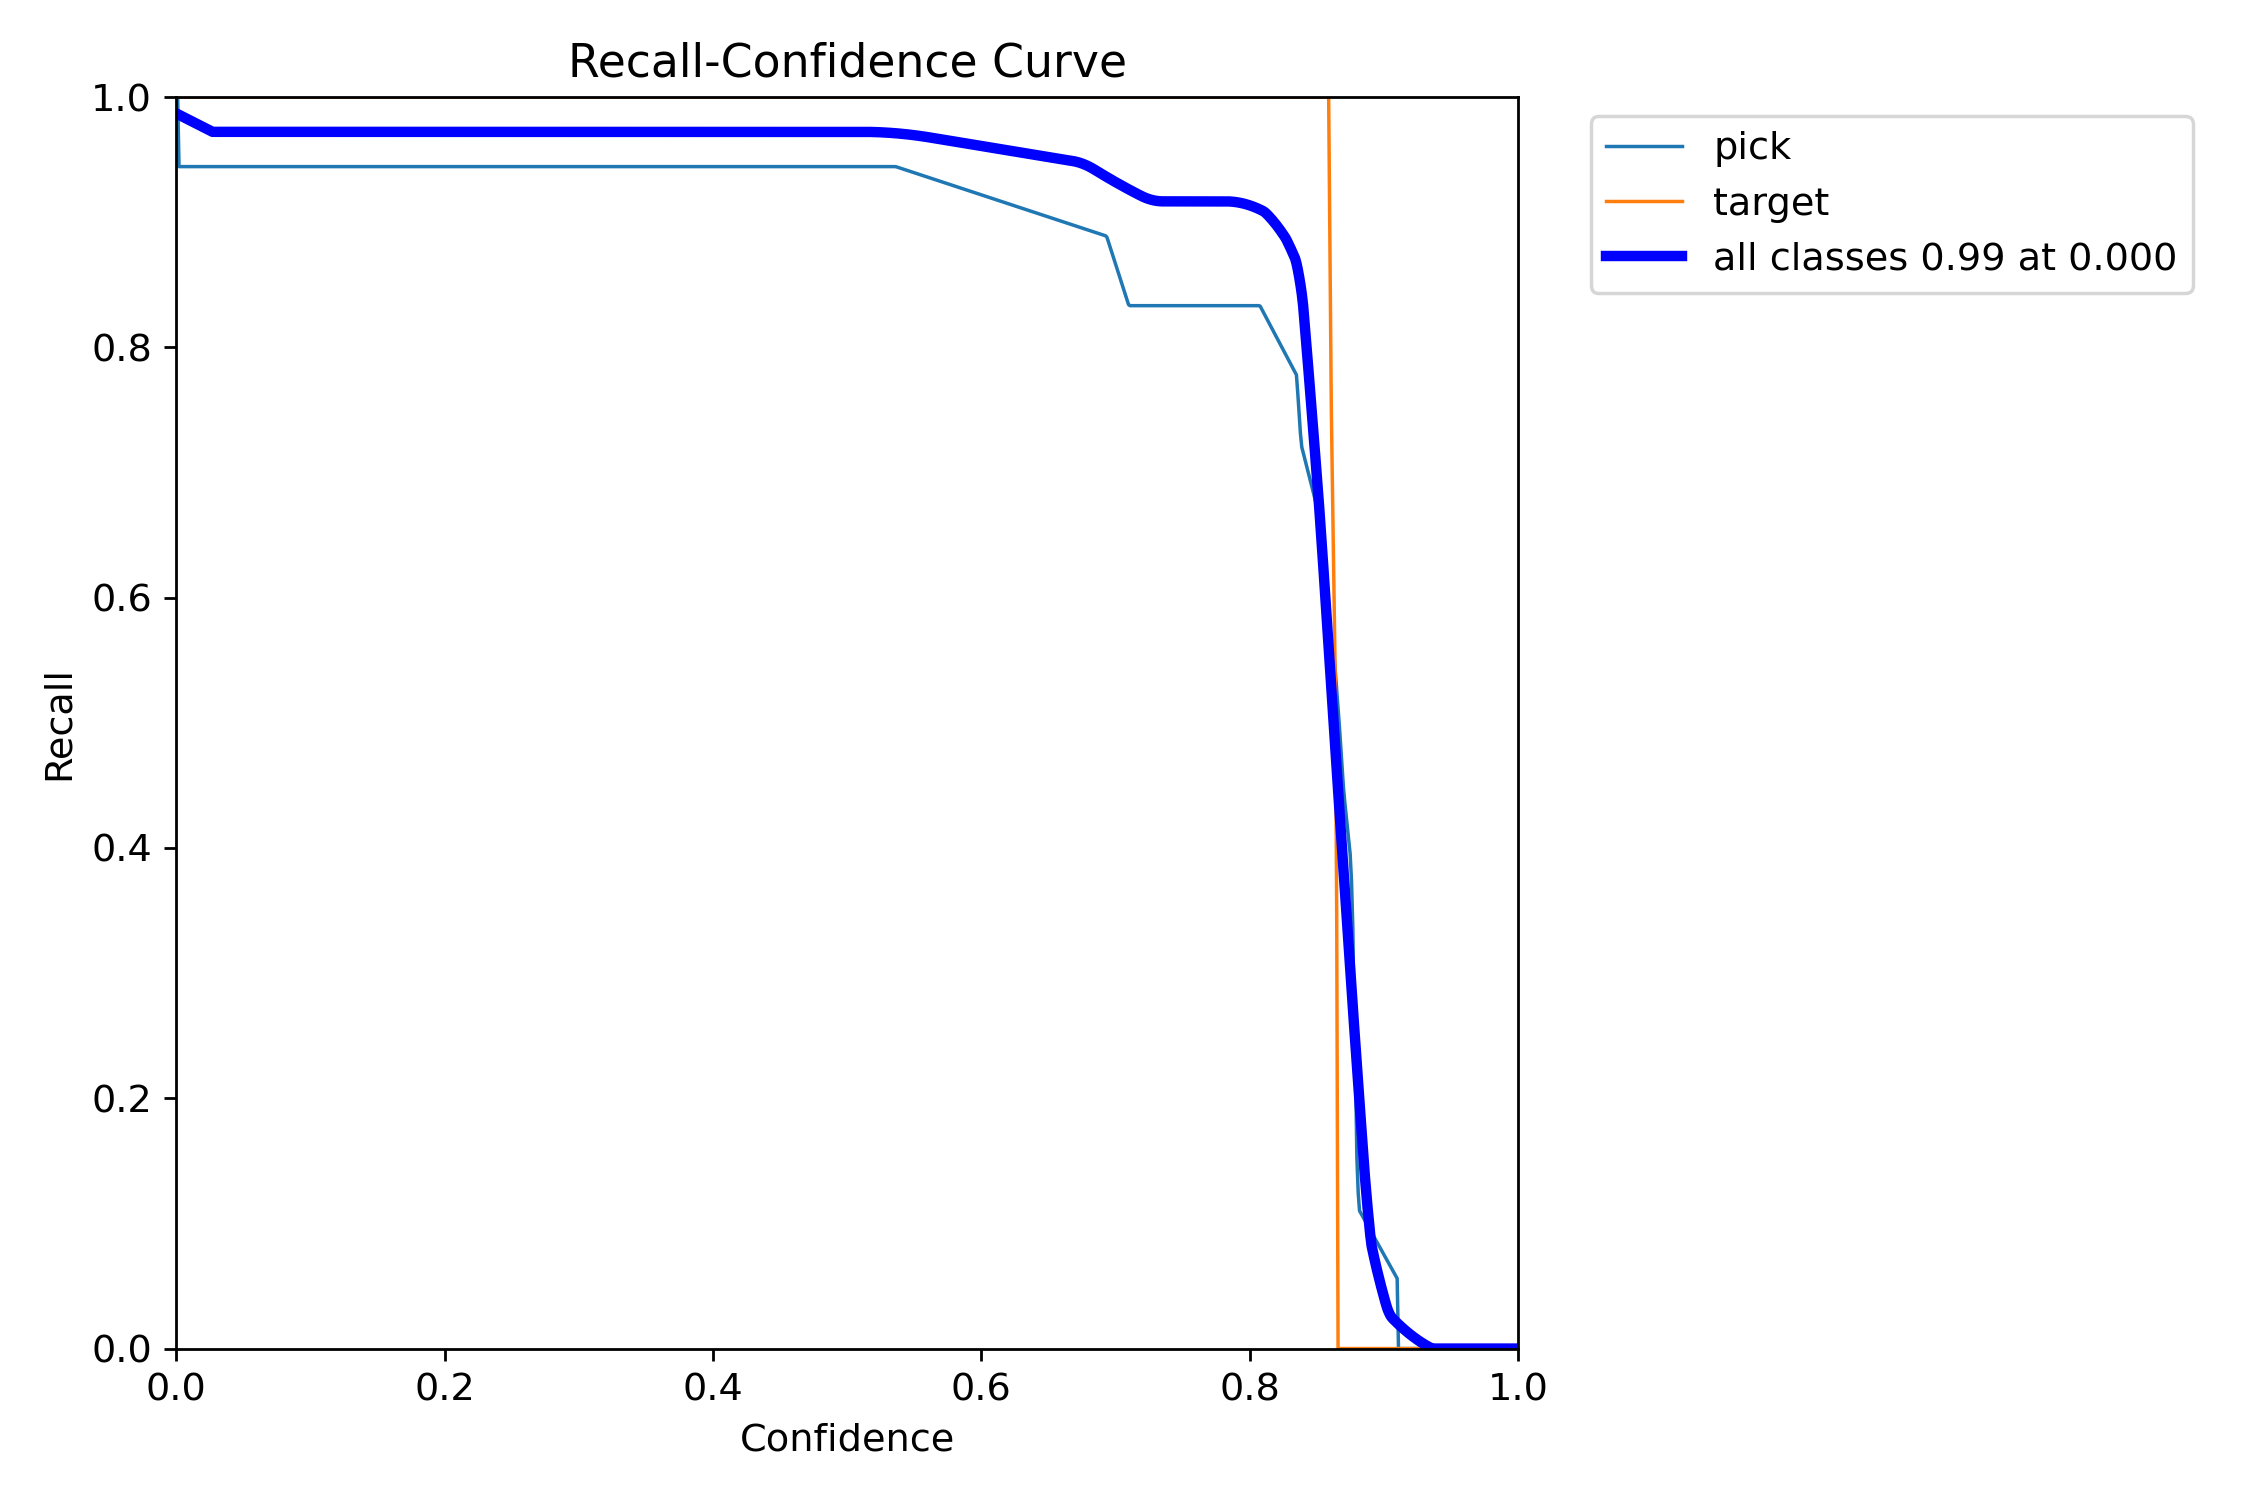 Recall-Confidence Curve
1.0
0.8
0.6
0.4
0.2
0.0
Recall
0.0 0.2 0.4 0.6 0.8 1.0
Confidence
pick
target
all classes 0.99 at 0.000